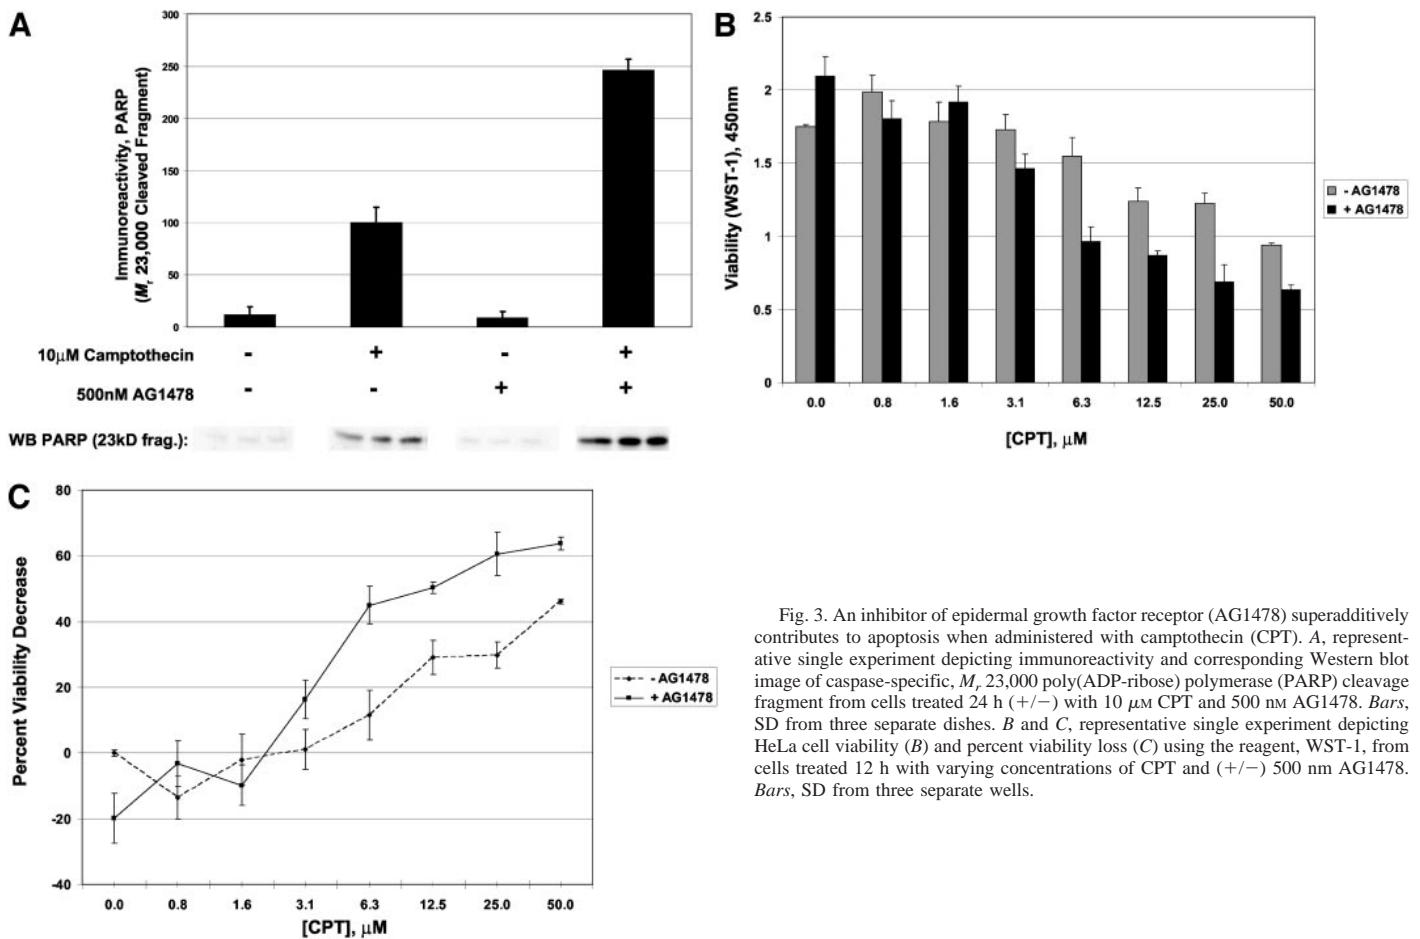 A
Immunoreactivity, PARP
(Mr 23,000 Cleaved Fragment)
300
250
200
150
100
50
0
10µM Camptothecin - + - +
500nM AG1478 - - + +
WB PARP (23kD frag.):
B
Viability (WST-1), 450nm
2.5
2
1.5
1
0.5
0
0.0 0.8 1.6 3.1 6.3 12.5 25.0 50.0
[CPT], µM
- AG1478
+ AG1478
C
Percent Viability Decrease
80
60
40
20
0
-20
-40
0.0 0.8 1.6 3.1 6.3 12.5 25.0 50.0
[CPT], µM
- AG1478
+ AG1478
Fig. 3. An inhibitor of epidermal growth factor receptor (AG1478) superadditively
contributes to apoptosis when administered with camptothecin (CPT). A, represent-
ative single experiment depicting immunoreactivity and corresponding Western blot
image of caspase-specific, Mr 23,000 poly(ADP-ribose) polymerase (PARP) cleavage
fragment from cells treated 24 h (+/−) with 10 µM CPT and 500 nM AG1478. Bars,
SD from three separate dishes. B and C, representative single experiment depicting
HeLa cell viability (B) and percent viability loss (C) using the reagent, WST-1, from
cells treated 12 h with varying concentrations of CPT and (+/−) 500 nm AG1478.
Bars, SD from three separate wells.